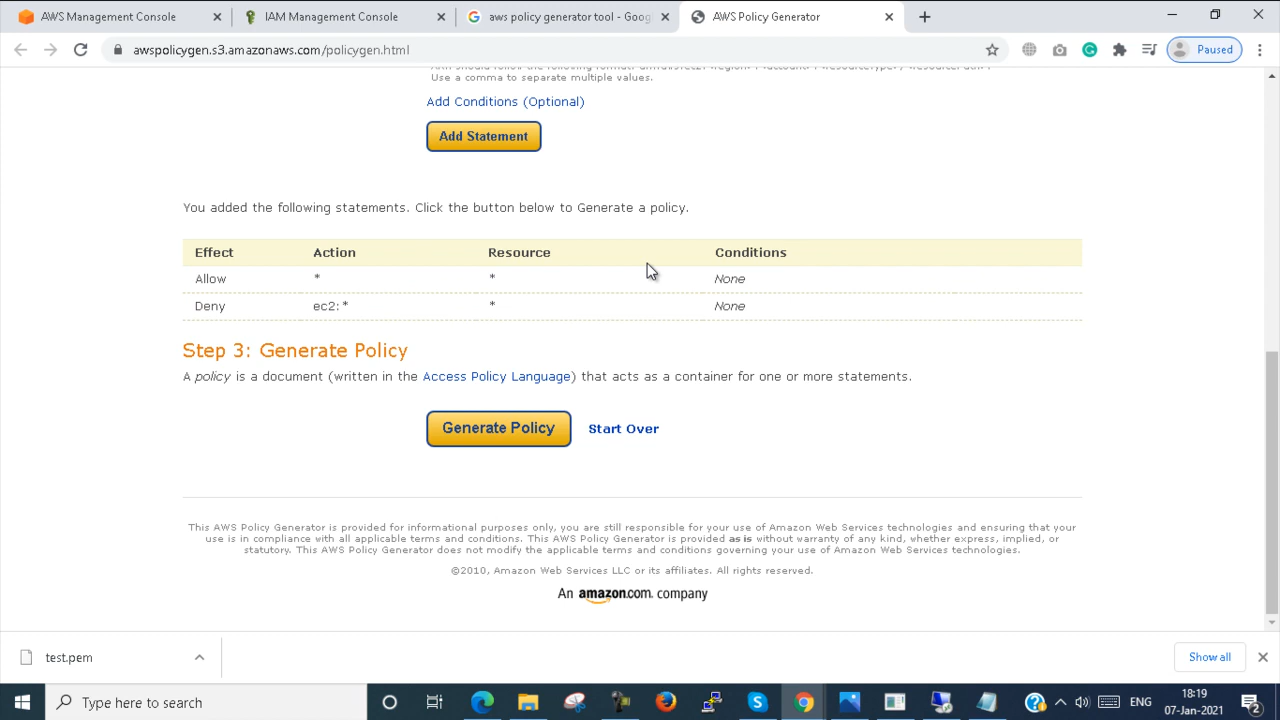 AWS Management Console
IAM Management Console
aws policy generator tool - Goog
AWS Policy Generator
awspolicygen.s3.amazonaws.com/policygen.html
Paused
Use a comma to separate multiple values.
Add Conditions (Optional)
Add Statement
You added the following statements. Click the button below to Generate a policy.
Effect Action Resource Conditions
Allow * * None
Deny ec2:* * None
Step 3: Generate Policy
A policy is a document (written in the Access Policy Language) that acts as a container for one or more statements.
Generate Policy Start Over
This AWS Policy Generator is provided for informational purposes only, you are still responsible for your use of Amazon Web Services technologies and ensuring that your
use is in compliance with all applicable terms and conditions. This AWS Policy Generator is provided as is without warranty of any kind, whether express, implied, or
statutory. This AWS Policy Generator does not modify the applicable terms and conditions governing your use of Amazon Web Services technologies.
©2010, Amazon Web Services LLC or its affiliates. All rights reserved.
An amazon.com company
test.pem
Show all
Type here to search
ENG
18:19
07-Jan-2021
2